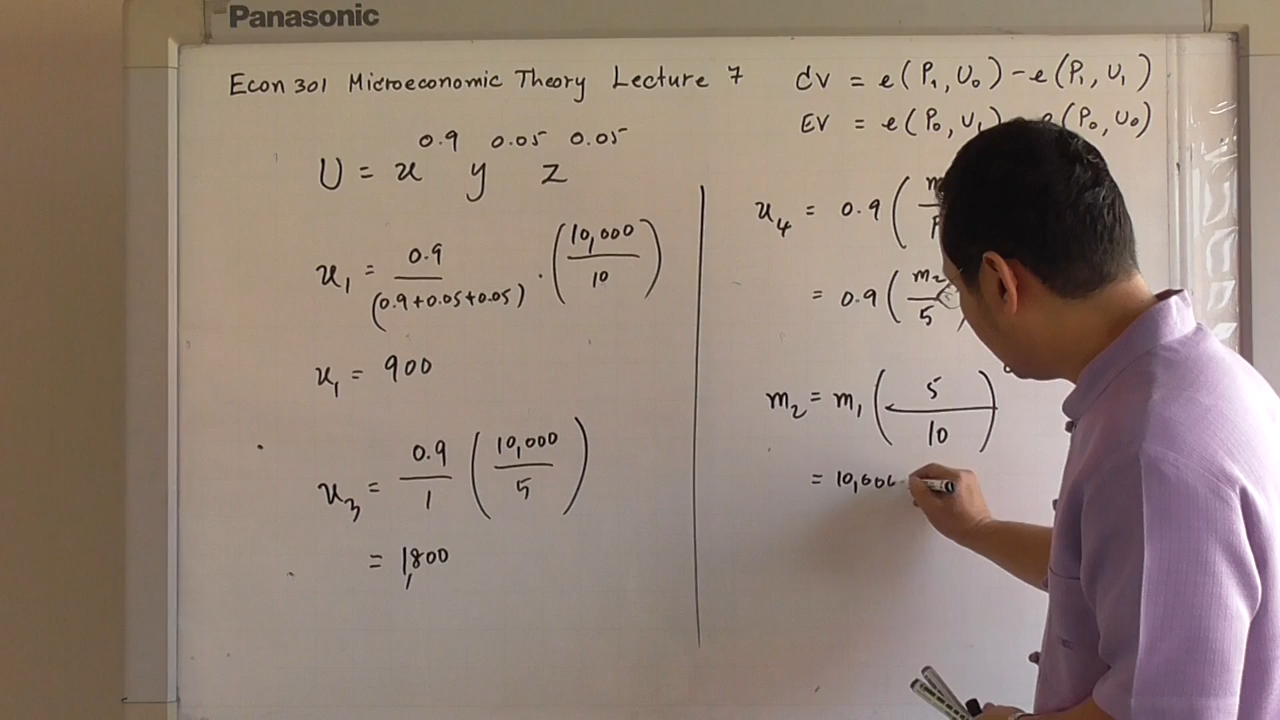 Panasonic
Econ 301 Microeconomic Theory Lecture 7
U = x^0.9 y^0.05 z^0.05
x₁ = 0.9 / (0.9+0.05+0.05) · (10,000 / 10)
x₁ = 900
x₃ = 0.9 / 1 (10,000 / 5)
= 1,800
CV = e(P₁, U₀) - e(P₁, U₁)
EV = e(P₀, U₁) e(P₀, U₀)
x₄ = 0.9 (
= 0.9 (m₂ / 5)
m₂ = m₁ (5 / 10)
= 10,000